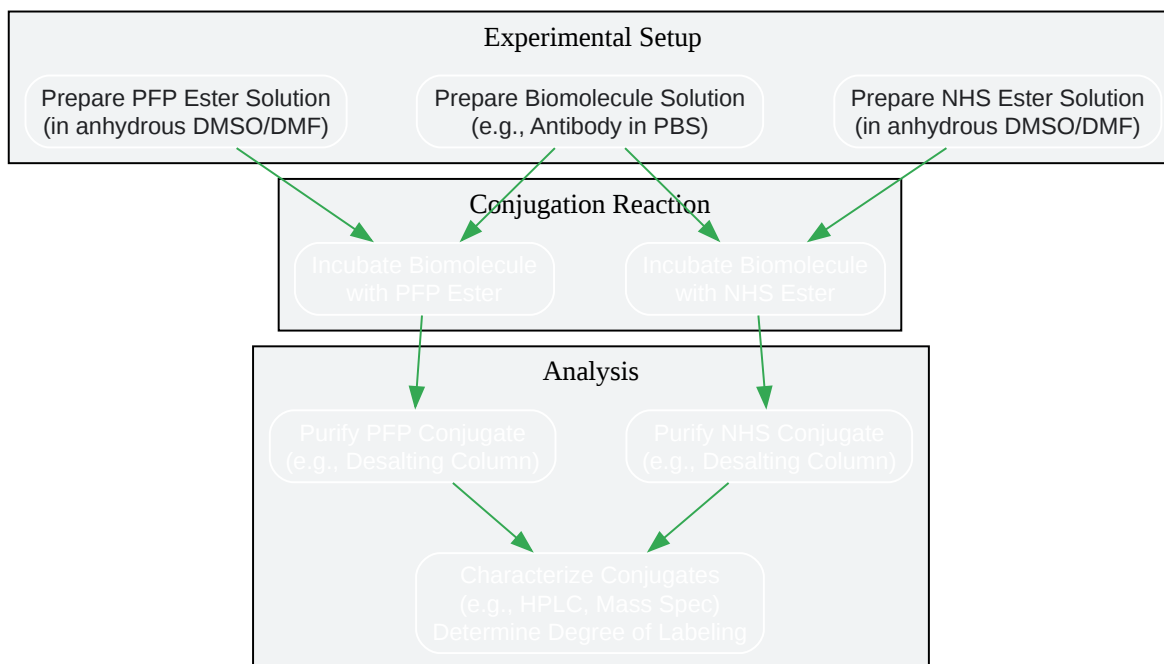 Experimental Setup
Prepare PFP Ester Solution
(in anhydrous DMSO/DMF)
Prepare Biomolecule Solution
(e.g., Antibody in PBS)
Prepare NHS Ester Solution
(in anhydrous DMSO/DMF)
Conjugation Reaction
Incubate Biomolecule
with PFP Ester
Incubate Biomolecule
with NHS Ester
Analysis
Purify PFP Conjugate
(e.g., Desalting Column)
Purify NHS Conjugate
(e.g., Desalting Column)
Characterize Conjugates
(e.g., HPLC, Mass Spec)
Determine Degree of Labeling